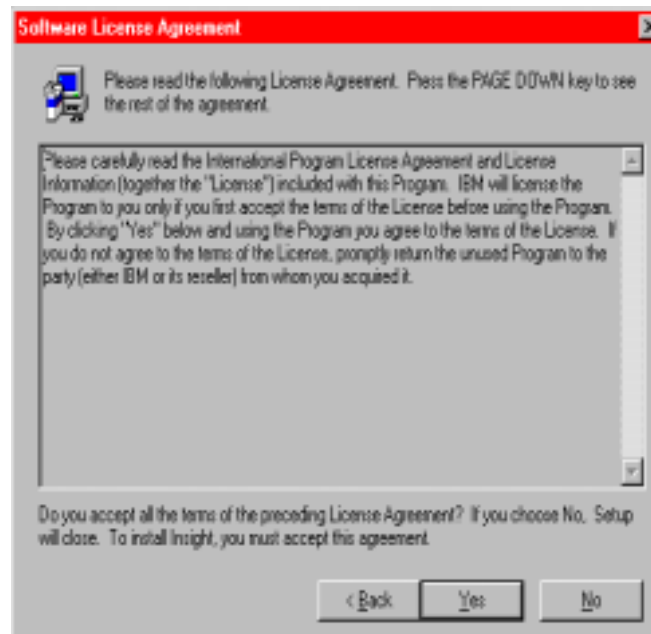 Software License Agreement
Please read the following License Agreement. Press the PAGE DOWN key to see
the rest of the agreement.
Please carefully read the International Program License Agreement and License
Information (together the "License") included with this Program. IBM will license the
Program to you only if you first accept the terms of the License before using the Program.
By clicking "Yes" below and using the Program you agree to the terms of the License. If
you do not agree to the terms of the License, promptly return the unused Program to the
party (either IBM or its reseller) from whom you acquired it.
Do you accept all the terms of the preceding License Agreement? If you choose No, Setup
will close. To install Insight, you must accept this agreement.
< Back
Yes
No